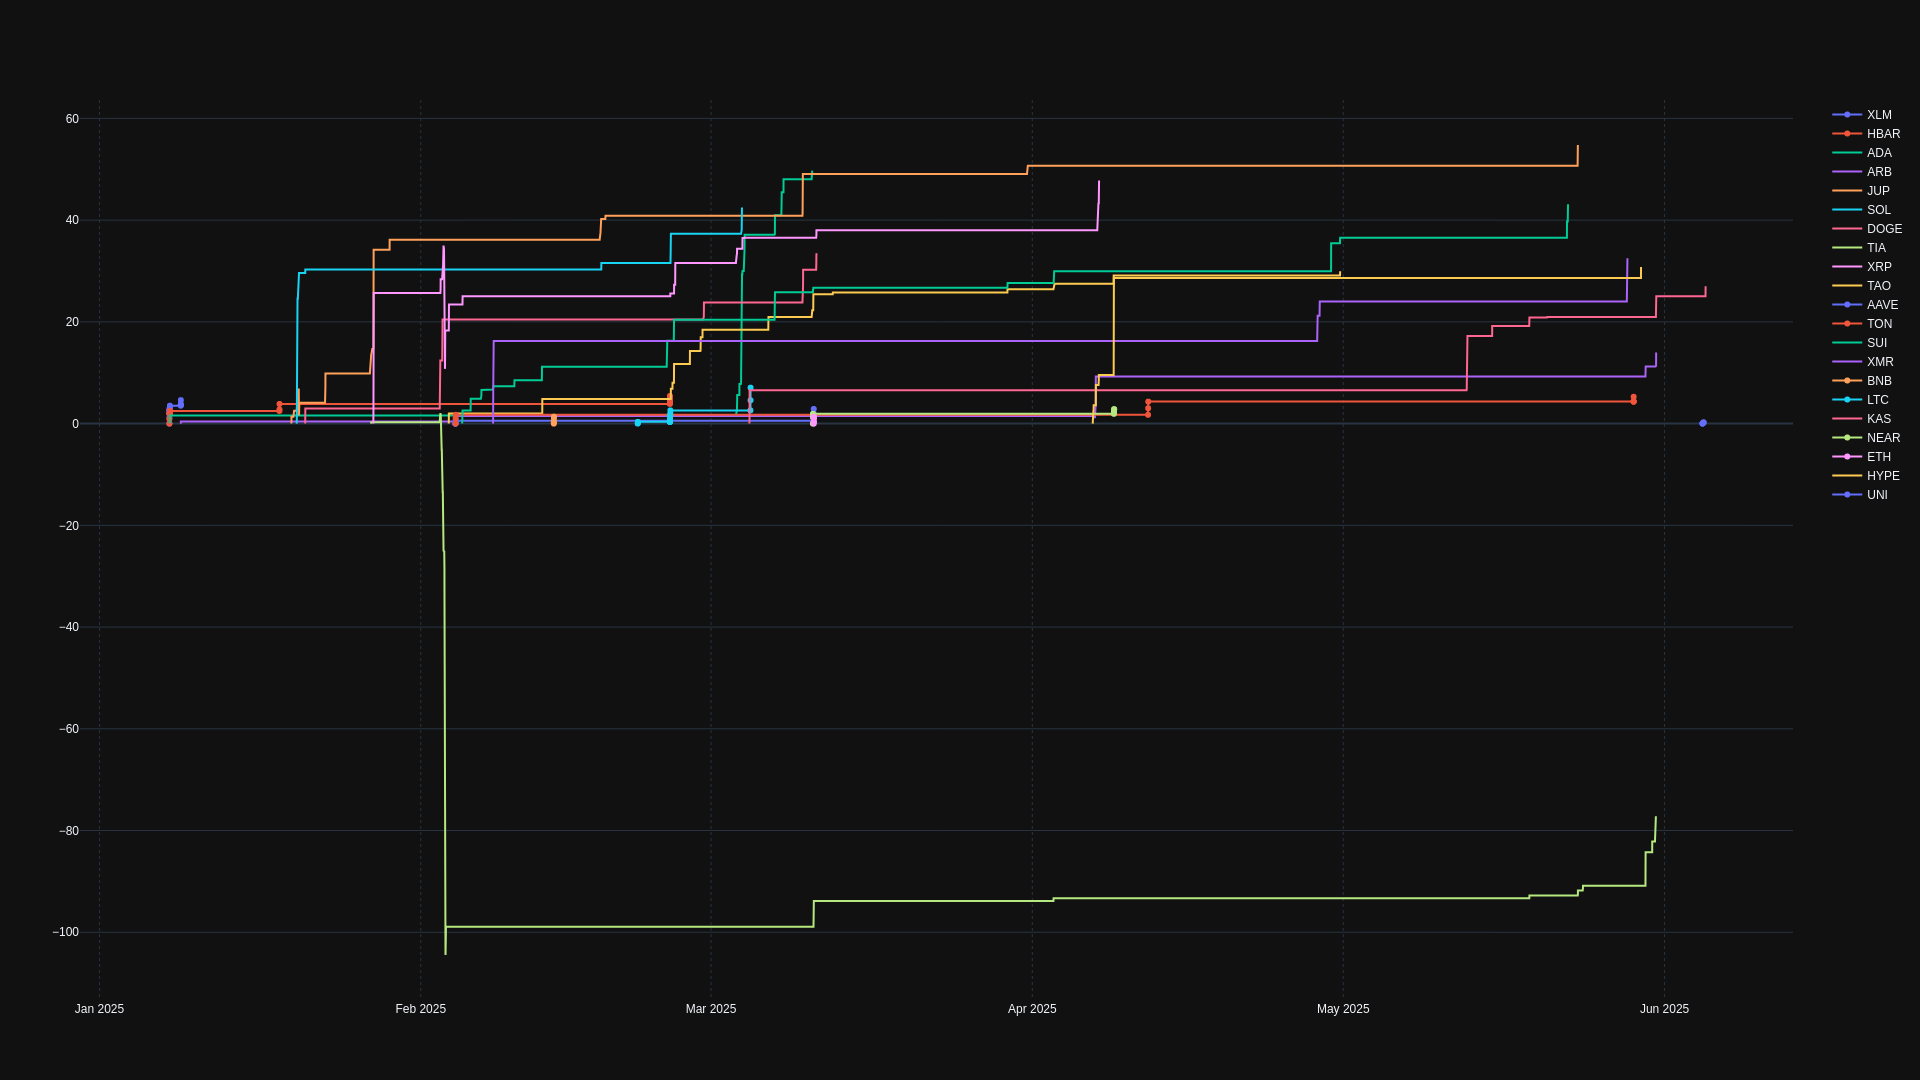 60
40
20
0
−20
−40
−60
−80
−100
Jan 2025
Feb 2025
Mar 2025
Apr 2025
May 2025
Jun 2025
XLM
HBAR
ADA
ARB
JUP
SOL
DOGE
TIA
XRP
TAO
AAVE
TON
SUI
XMR
BNB
LTC
KAS
NEAR
ETH
HYPE
UNI